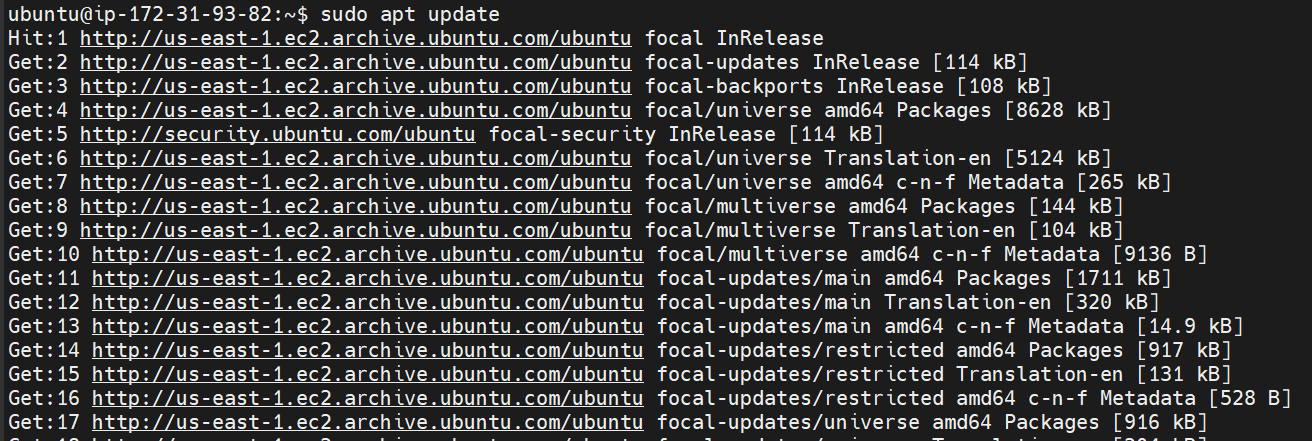 ubuntu@ip-172-31-93-82:~$ sudo apt update
Hit:1 http://us-east-1.ec2.archive.ubuntu.com/ubuntu focal InRelease
Get:2 http://us-east-1.ec2.archive.ubuntu.com/ubuntu focal-updates InRelease [114 kB]
Get:3 http://us-east-1.ec2.archive.ubuntu.com/ubuntu focal-backports InRelease [108 kB]
Get:4 http://us-east-1.ec2.archive.ubuntu.com/ubuntu focal/universe amd64 Packages [8628 kB]
Get:5 http://security.ubuntu.com/ubuntu focal-security InRelease [114 kB]
Get:6 http://us-east-1.ec2.archive.ubuntu.com/ubuntu focal/universe Translation-en [5124 kB]
Get:7 http://us-east-1.ec2.archive.ubuntu.com/ubuntu focal/universe amd64 c-n-f Metadata [265 kB]
Get:8 http://us-east-1.ec2.archive.ubuntu.com/ubuntu focal/multiverse amd64 Packages [144 kB]
Get:9 http://us-east-1.ec2.archive.ubuntu.com/ubuntu focal/multiverse Translation-en [104 kB]
Get:10 http://us-east-1.ec2.archive.ubuntu.com/ubuntu focal/multiverse amd64 c-n-f Metadata [9136 B]
Get:11 http://us-east-1.ec2.archive.ubuntu.com/ubuntu focal-updates/main amd64 Packages [1711 kB]
Get:12 http://us-east-1.ec2.archive.ubuntu.com/ubuntu focal-updates/main Translation-en [320 kB]
Get:13 http://us-east-1.ec2.archive.ubuntu.com/ubuntu focal-updates/main amd64 c-n-f Metadata [14.9 kB]
Get:14 http://us-east-1.ec2.archive.ubuntu.com/ubuntu focal-updates/restricted amd64 Packages [917 kB]
Get:15 http://us-east-1.ec2.archive.ubuntu.com/ubuntu focal-updates/restricted Translation-en [131 kB]
Get:16 http://us-east-1.ec2.archive.ubuntu.com/ubuntu focal-updates/restricted amd64 c-n-f Metadata [528 B]
Get:17 http://us-east-1.ec2.archive.ubuntu.com/ubuntu focal-updates/universe amd64 Packages [916 kB]